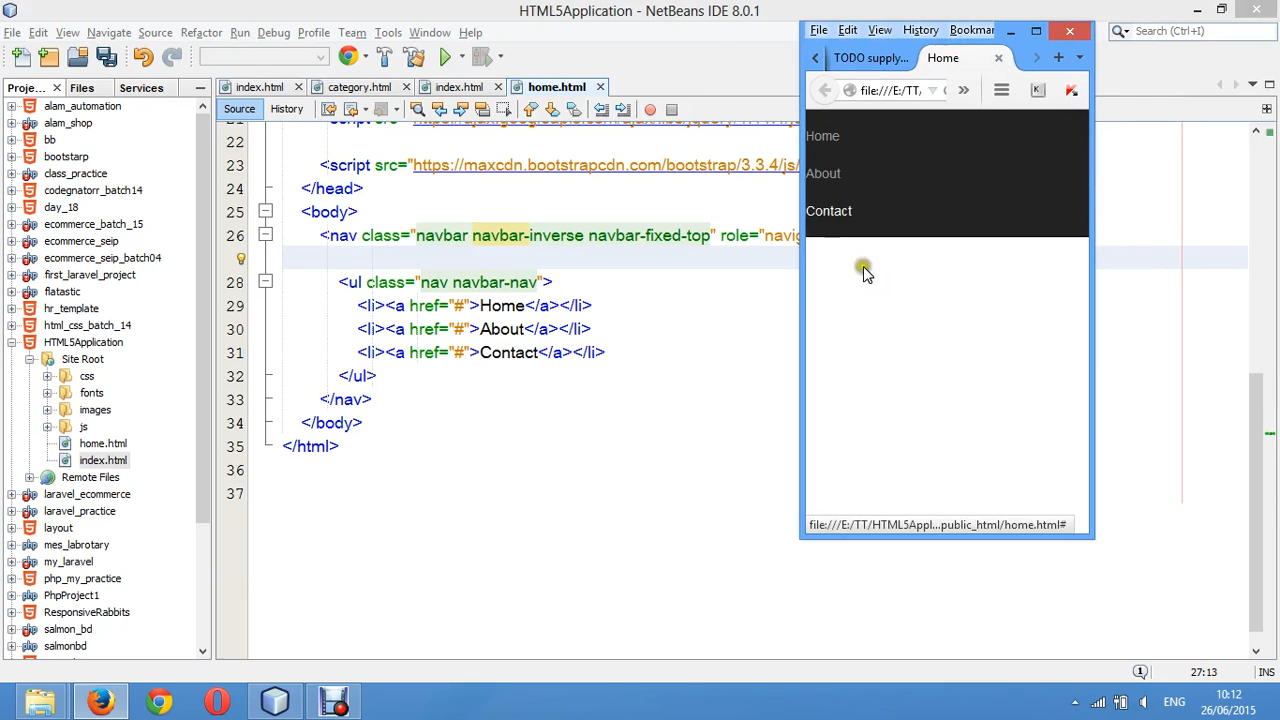 HTML5Application - NetBeans IDE 8.0.1
File Edit View Navigate Source Refactor Run Debug Profile Team Tools Window Help
Search (Ctrl+I)
Proje... Files Services
index.html category.html index.html home.html
Source History
alam_automation
alam_shop
bb
bootstarp
class_practice
codegnatorr_batch14
day_18
ecommerce_batch_15
ecommerce_seip
ecommerce_seip_batch04
first_laravel_project
flatastic
hr_template
html_css_batch_14
HTML5Application
Site Root
css
fonts
images
js
home.html
index.html
Remote Files
laravel_ecommerce
laravel_practice
layout
mes_labrotary
my_laravel
php_my_practice
PhpProject1
ResponsiveRabbits
salmon_bd
salmonbd
22
23 <script src="https://maxcdn.bootstrapcdn.com/bootstrap/3.3.4/js/
24 </head>
25 <body>
26 <nav class="navbar navbar-inverse navbar-fixed-top" role="navig
28 <ul class="nav navbar-nav">
29 <li><a href="#">Home</a></li>
30 <li><a href="#">About</a></li>
31 <li><a href="#">Contact</a></li>
32 </ul>
33 </nav>
34 </body>
35 </html>
36
37
File Edit View History Bookmar
TODO supply... Home
file:///E:/TT,
Home
About
Contact
file:///E:/TT/HTML5Appl...public_html/home.html#
1 27:13 INS
ENG
10:12
26/06/2015